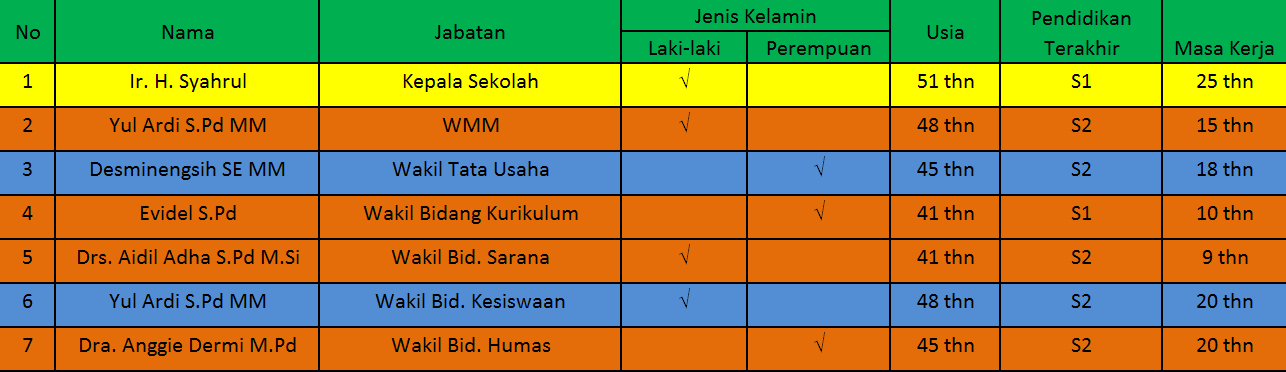 No Nama Jabatan Jenis Kelamin Usia Pendidikan Terakhir Masa Kerja
Laki-laki Perempuan
1 Ir. H. Syahrul Kepala Sekolah √ 51 thn S1 25 thn
2 Yul Ardi S.Pd MM WMM √ 48 thn S2 15 thn
3 Desminengsih SE MM Wakil Tata Usaha √ 45 thn S2 18 thn
4 Evidel S.Pd Wakil Bidang Kurikulum √ 41 thn S1 10 thn
5 Drs. Aidil Adha S.Pd M.Si Wakil Bid. Sarana √ 41 thn S2 9 thn
6 Yul Ardi S.Pd MM Wakil Bid. Kesiswaan √ 48 thn S2 20 thn
7 Dra. Anggie Dermi M.Pd Wakil Bid. Humas √ 45 thn S2 20 thn